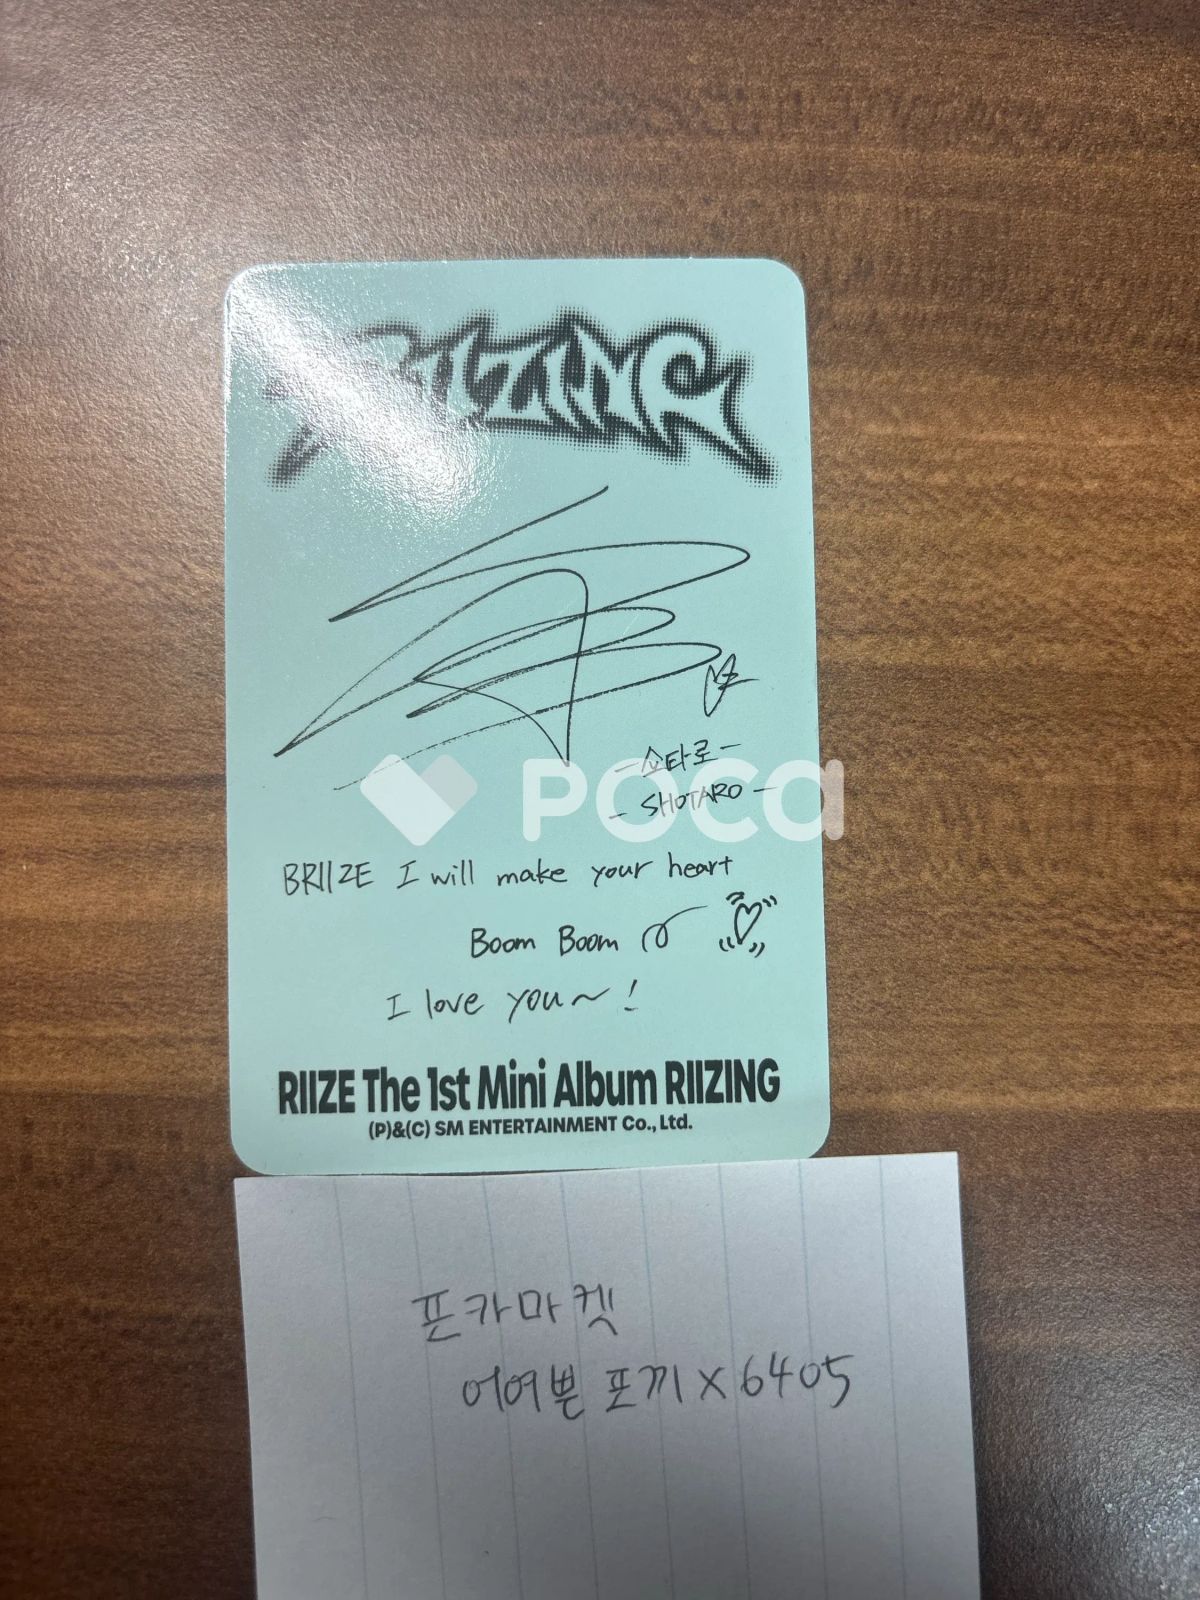 RIIZING
-쇼타로-
-SHOTARO-
poca
BRIIZE I will make your heart
Boom Boom
I love you~!
RIIZE The 1st Mini Album RIIZING
(P)&(C) SM ENTERTAINMENT Co., Ltd.
포카마켓
어여쁜 포끼×6405